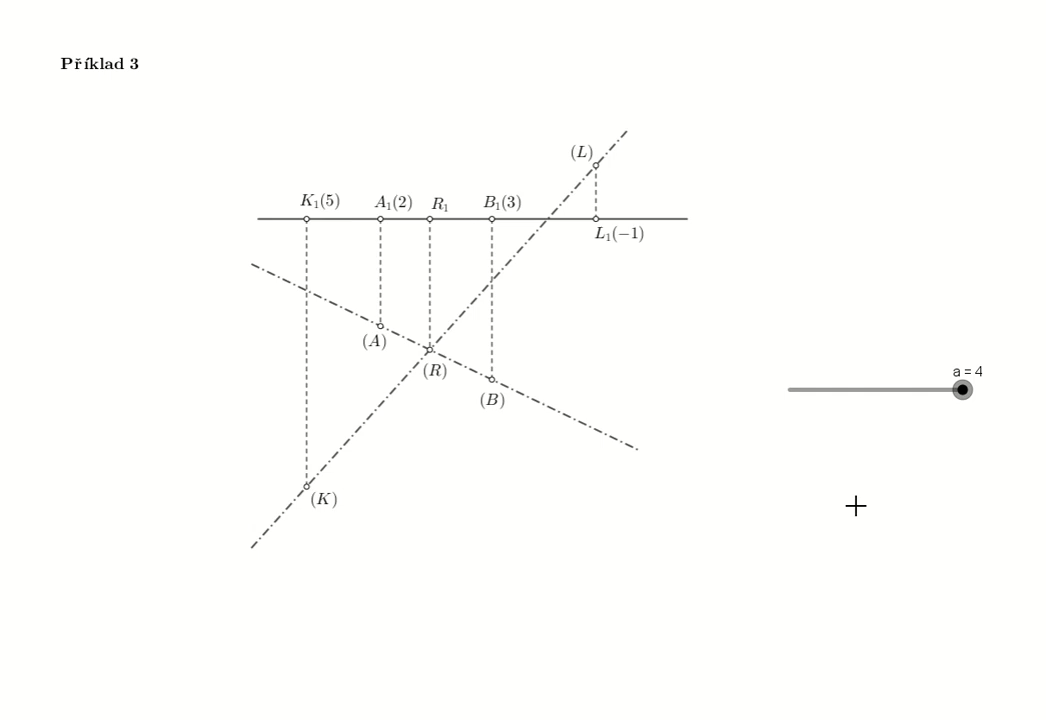 Příklad 3
(L)
K₁(5) A₁(2) R₁ B₁(3)
L₁(−1)
(A)
(R)
a = 4
(B)
(K)